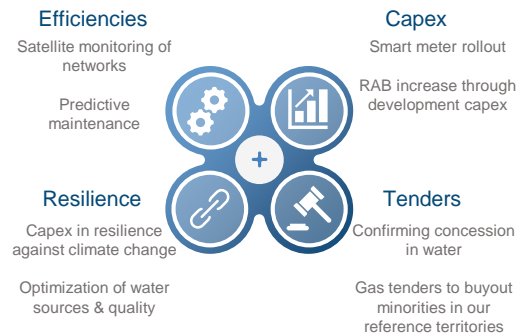 Efficiencies
Satellite monitoring of
networks
Predictive
maintenance
Capex
Smart meter rollout
RAB increase through
development capex
Resilience
Capex in resilience
against climate change
Optimization of water
sources & quality
Tenders
Confirming concession
in water
Gas tenders to buyout
minorities in our
reference territories